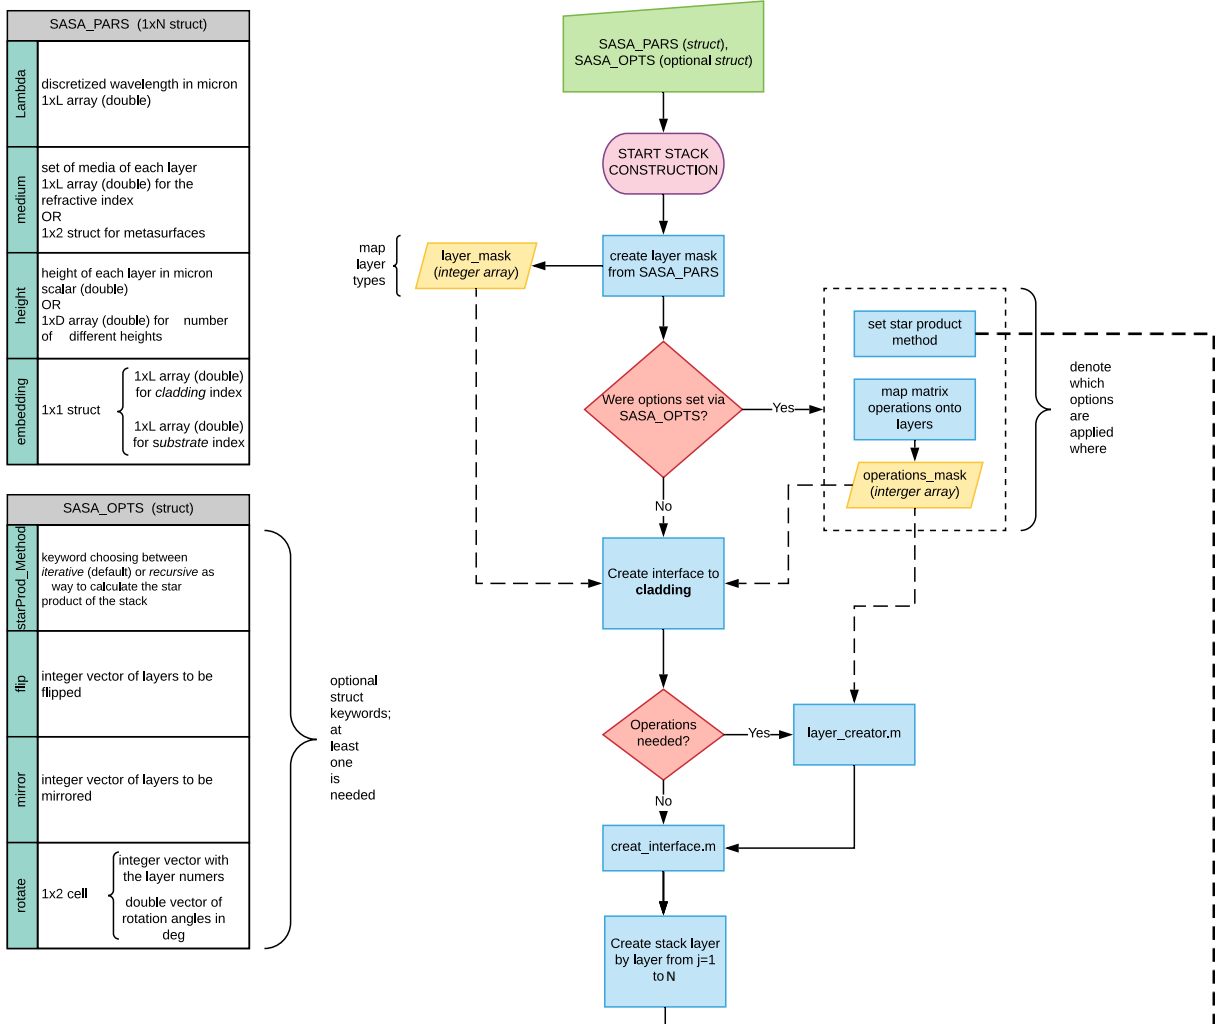 SASA_PARS (1xN struct)
Lambda
discretized wavelength in micron
1xL array (double)
medium
set of media of each layer
1xL array (double) for the
refractive index
OR
1x2 struct for metasurfaces
height
height of each layer in micron
scalar (double)
OR
1xD array (double) for number
of different heights
embedding
1x1 struct
1xL array (double)
for cladding index
1xL array (double)
for substrate index
SASA_OPTS (struct)
starProd_Method
keyword choosing between
iterative (default) or recursive as
way to calculate the star
product of the stack
flip
integer vector of layers to be
flipped
mirror
integer vector of layers to be
mirrored
rotate
1x2 cell
integer vector with
the layer numers
double vector of
rotation angles in
deg
optional
struct
keywords;
at
least
one
is
needed
SASA_PARS (struct),
SASA_OPTS (optional struct)
START STACK
CONSTRUCTION
create layer mask
from SASA_PARS
map
layer
types
layer_mask
(integer array)
Were options set via
SASA_OPTS?
Yes
No
set star product
method
map matrix
operations onto
layers
operations_mask
(interger array)
denote
which
options
are
applied
where
Create interface to
cladding
Operations
needed?
Yes
No
layer_creator.m
creat_interface.m
Create stack layer
by layer from j=1
to N